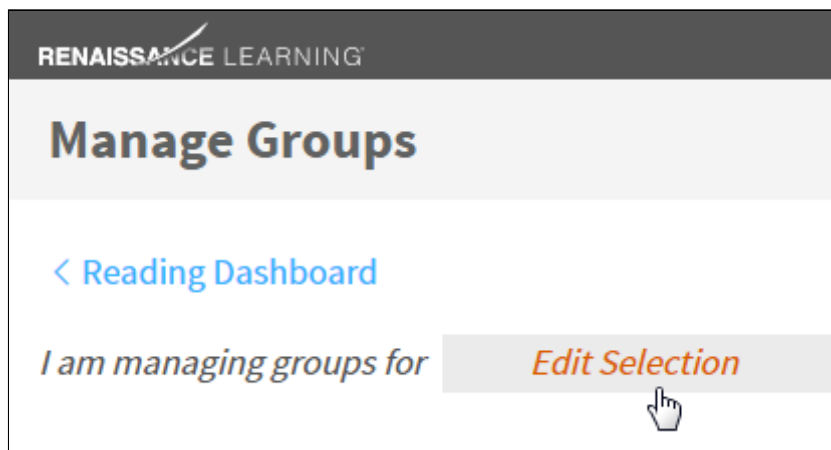 RENAISSANCE LEARNING
Manage Groups
< Reading Dashboard
I am managing groups for Edit Selection